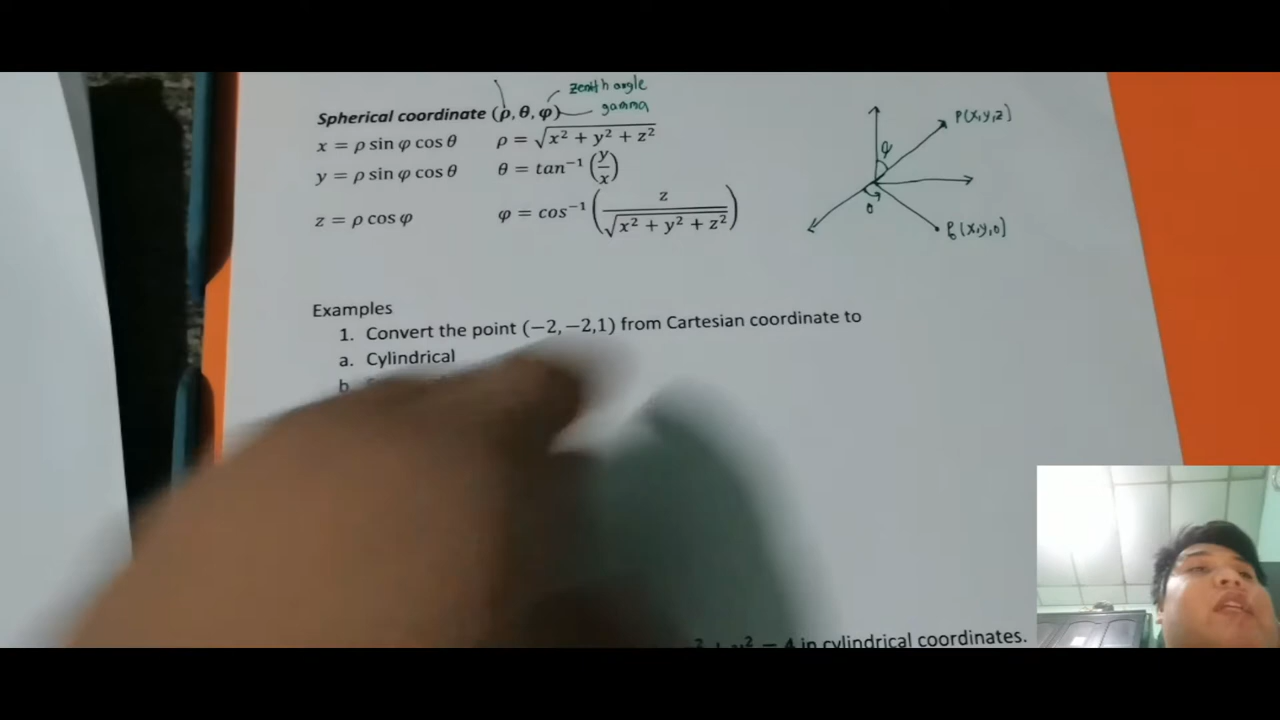 zenith angle
Spherical coordinate (ρ, θ, φ)
gamma
x = ρ sin φ cos θ ρ = √(x² + y² + z²)
y = ρ sin φ cos θ θ = tan⁻¹ (y/x)
z = ρ cos φ φ = cos⁻¹ (z/√(x² + y² + z²))
P(x,y,z)
φ
θ
(x,y,0)
Examples
1. Convert the point (−2, −2,1) from Cartesian coordinate to
a. Cylindrical
b.
= 4 in cylindrical coordinates.